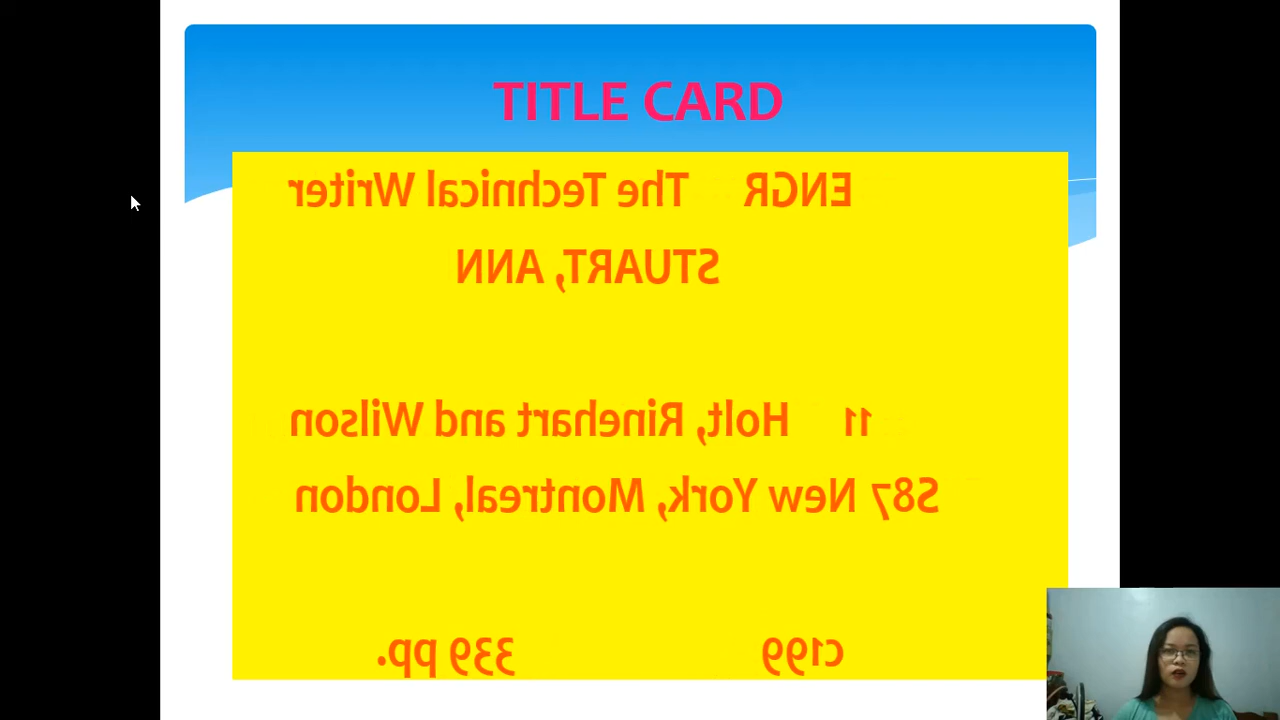 TITLE CARD
ENGR The Technical Writer
STUART, ANN
11 Holt, Rinehart and Wilson
S87 New York, Montreal, London
c199 339 pp.